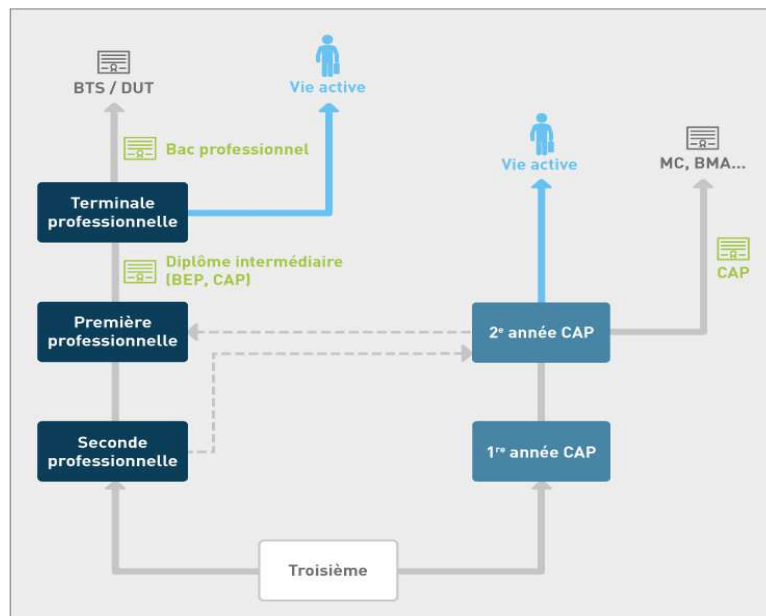 BTS / DUT
Vie active
Bac professionnel
Terminale
professionnelle
Diplôme intermédiaire
(BEP, CAP)
Première
professionnelle
Seconde
professionnelle
Vie active
MC, BMA...
CAP
2e année CAP
1re année CAP
Troisième